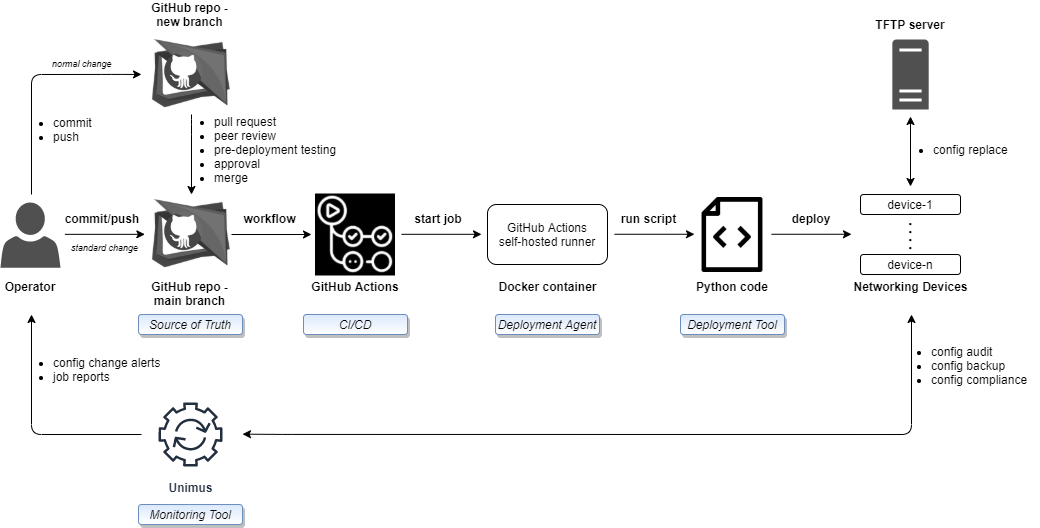 GitHub repo -
new branch
TFTP server
normal change
commit
push
pull request
peer review
pre-deployment testing
approval
merge
config replace
commit/push
standard change
workflow
start job
GitHub Actions
self-hosted runner
run script
deploy
device-1
device-n
Operator
GitHub repo -
main branch
GitHub Actions
Docker container
Python code
Networking Devices
Source of Truth
CI/CD
Deployment Agent
Deployment Tool
config change alerts
job reports
config audit
config backup
config compliance
Unimus
Monitoring Tool